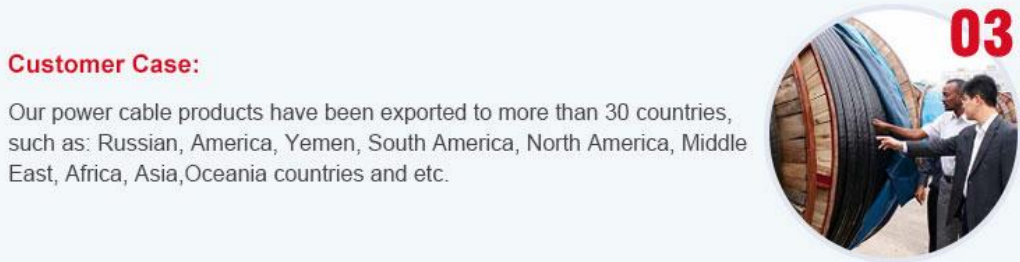 03
Customer Case:
Our power cable products have been exported to more than 30 countries,
such as: Russian, America, Yemen, South America, North America, Middle
East, Africa, Asia,Oceania countries and etc.